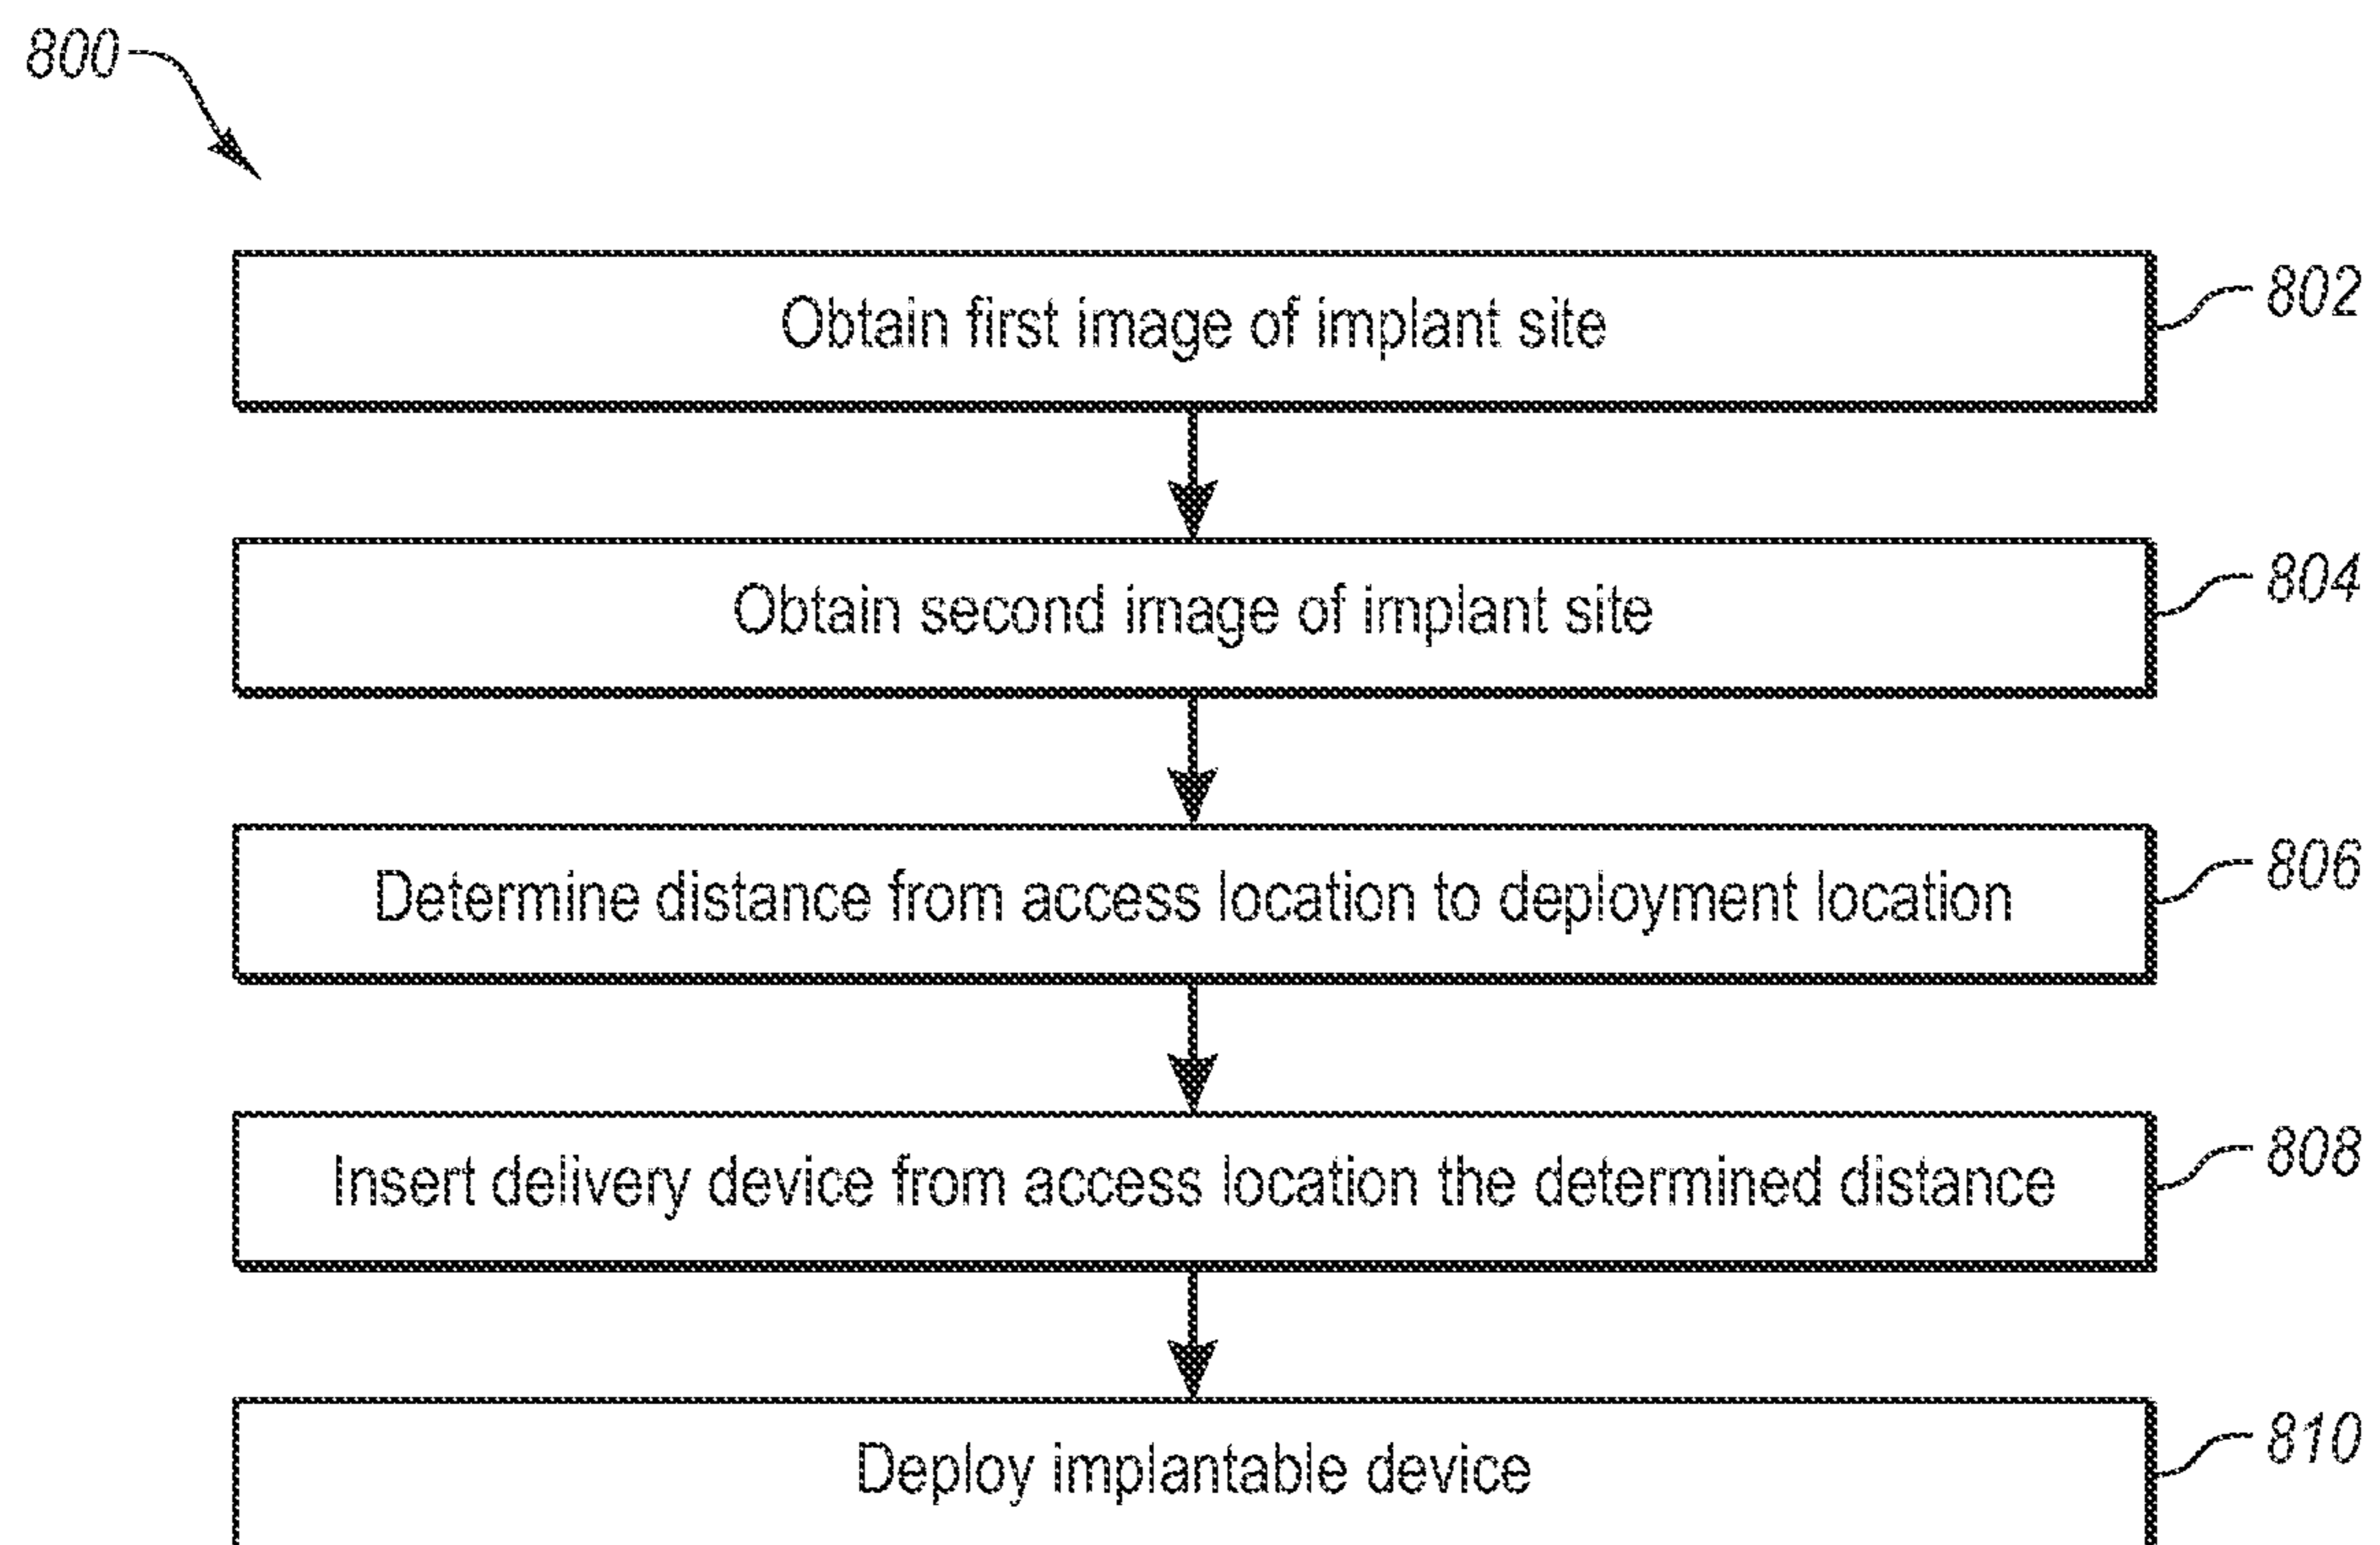 800
Obtain first image of implant site
802
Obtain second image of implant site
804
Determine distance from access location to deployment location
806
Insert delivery device from access location the determined distance
808
Deploy implantable device
810